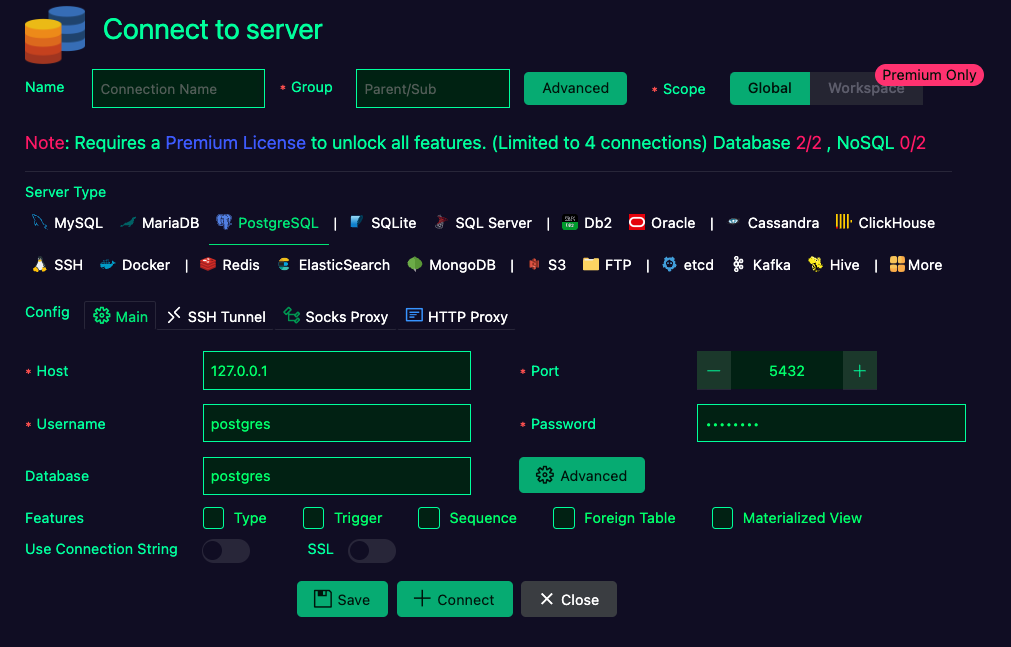 Connect to server
Premium Only
Name Connection Name * Group Parent/Sub Advanced * Scope Global Workspace
Note: Requires a Premium License to unlock all features. (Limited to 4 connections) Database 2/2 , NoSQL 0/2
Server Type
MySQL MariaDB PostgreSQL | SQLite SQL Server | Db2 Oracle | Cassandra ClickHouse
SSH Docker | Redis ElasticSearch MongoDB | S3 FTP | etcd Kafka Hive | More
Config Main SSH Tunnel Socks Proxy HTTP Proxy
* Host 127.0.0.1 * Port − 5432 +
* Username postgres * Password ••••••••
Database postgres Advanced
Features Type Trigger Sequence Foreign Table Materialized View
Use Connection String SSL
Save Connect Close